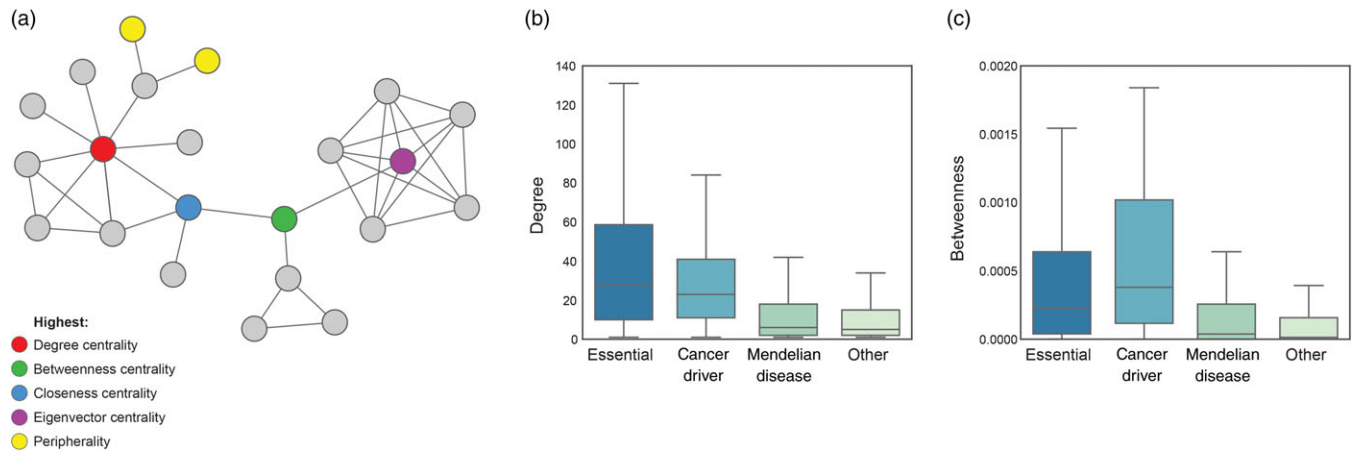 (a)
Highest:
Degree centrality
Betweenness centrality
Closeness centrality
Eigenvector centrality
Peripherality
(b)
Degree
140
120
100
80
60
40
20
0
Essential
Cancer
driver
Mendelian
disease
Other
(c)
Betweenness
0.0020
0.0015
0.0010
0.0005
0.0000
Essential
Cancer
driver
Mendelian
disease
Other